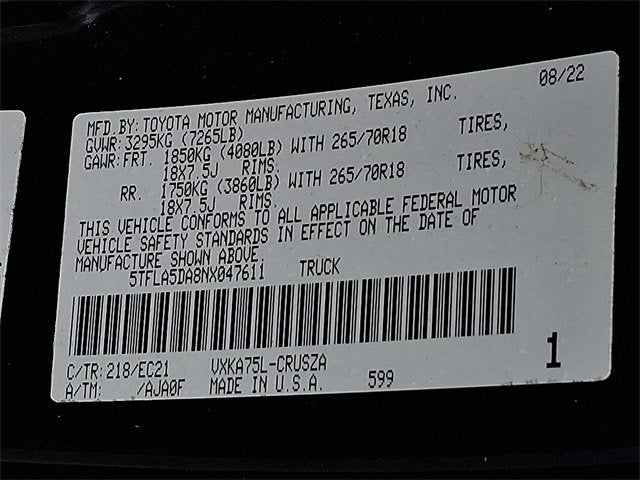 08/22
MFD. BY: TOYOTA MOTOR MANUFACTURING, TEXAS, INC.
GVWR: 3295KG (7265LB)
GAWR: FRT. 1850KG (4080LB) WITH 265/70R18 TIRES,
18X7.5J RIMS.
RR. 1750KG (3860LB) WITH 265/70R18 TIRES,
18X7.5J RIMS.
THIS VEHICLE CONFORMS TO ALL APPLICABLE FEDERAL MOTOR
VEHICLE SAFETY STANDARDS IN EFFECT ON THE DATE OF
MANUFACTURE SHOWN ABOVE.
5TFLA5DA8NX047611 TRUCK
C/TR: 218/EC21 VXKA75L-CRUSZA
A/TM: /AJA0F MADE IN U.S.A. 599
1